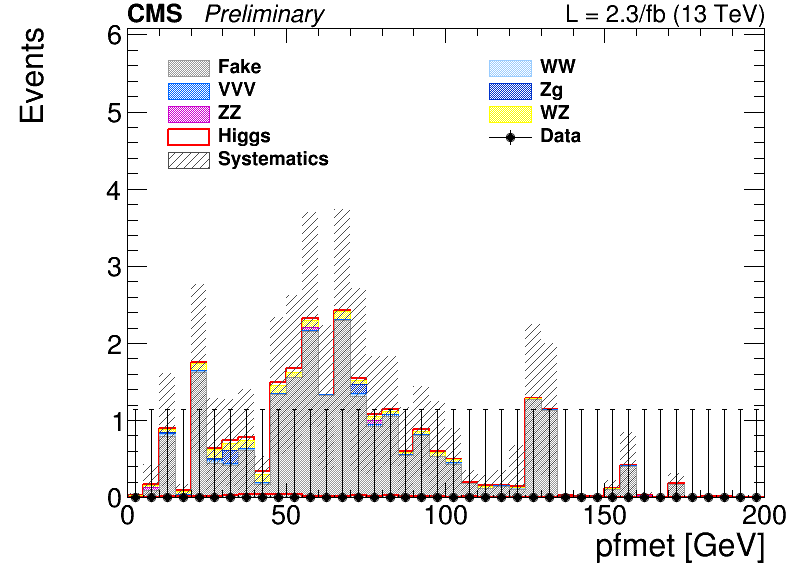 CMS Preliminary L = 2.3/fb (13 TeV)
Events
6
5
4
3
2
1
0
Fake
VVV
ZZ
Higgs
Systematics
WW
Zg
WZ
Data
0 50 100 150 200
pfmet [GeV]